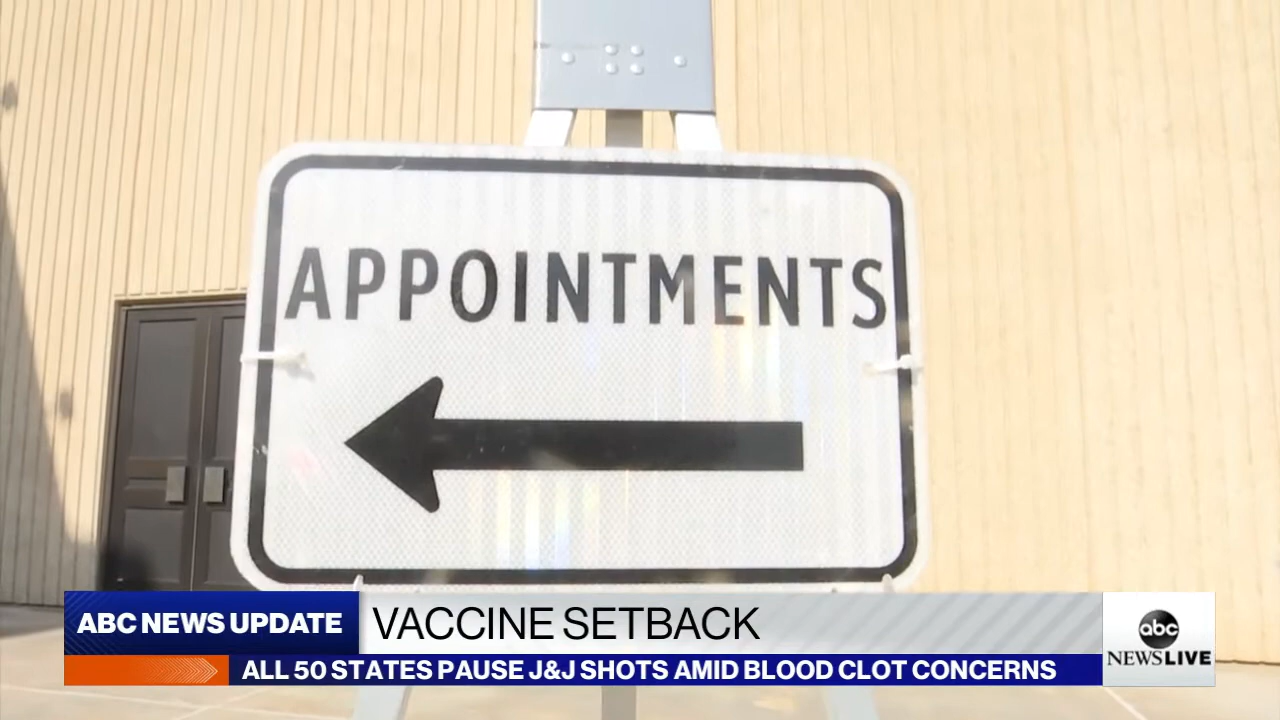 APPOINTMENTS
ABC NEWS UPDATE
VACCINE SETBACK
ALL 50 STATES PAUSE J&J SHOTS AMID BLOOD CLOT CONCERNS
abc
NEWSLIVE